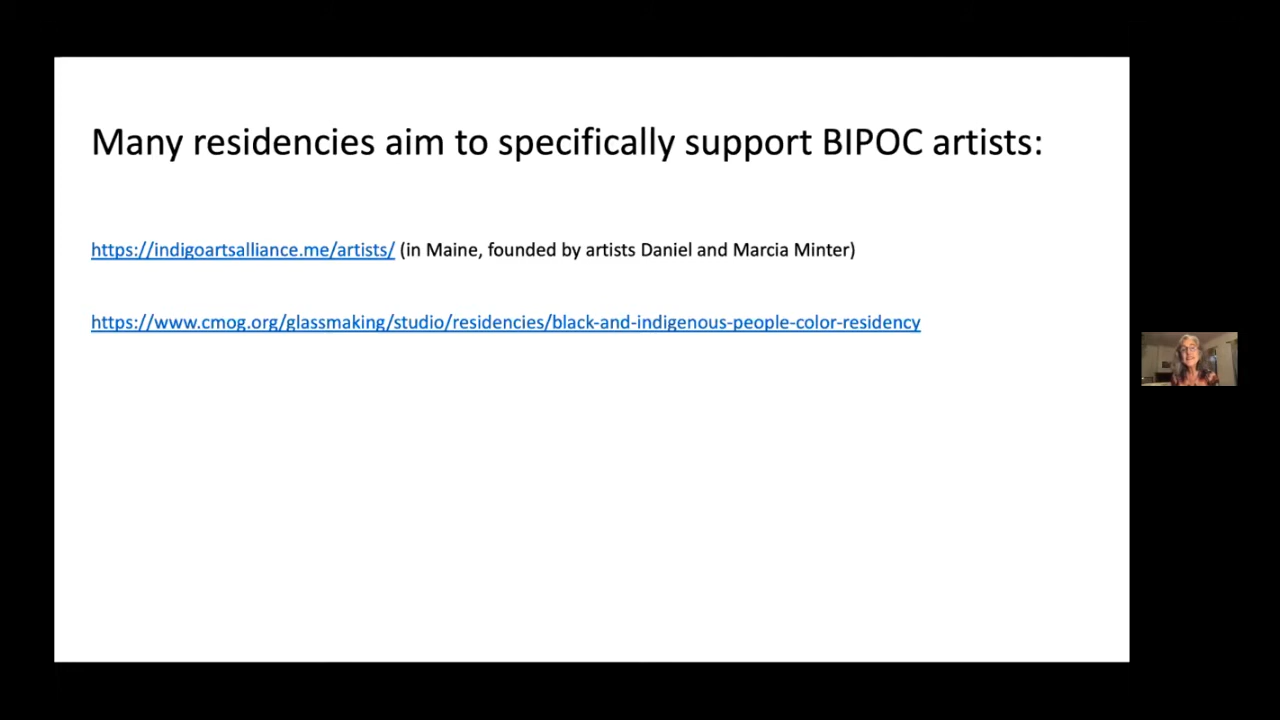 Many residencies aim to specifically support BIPOC artists:
https://indigoartsalliance.me/artists/ (in Maine, founded by artists Daniel and Marcia Minter)
https://www.cmog.org/glassmaking/studio/residencies/black-and-indigenous-people-color-residency